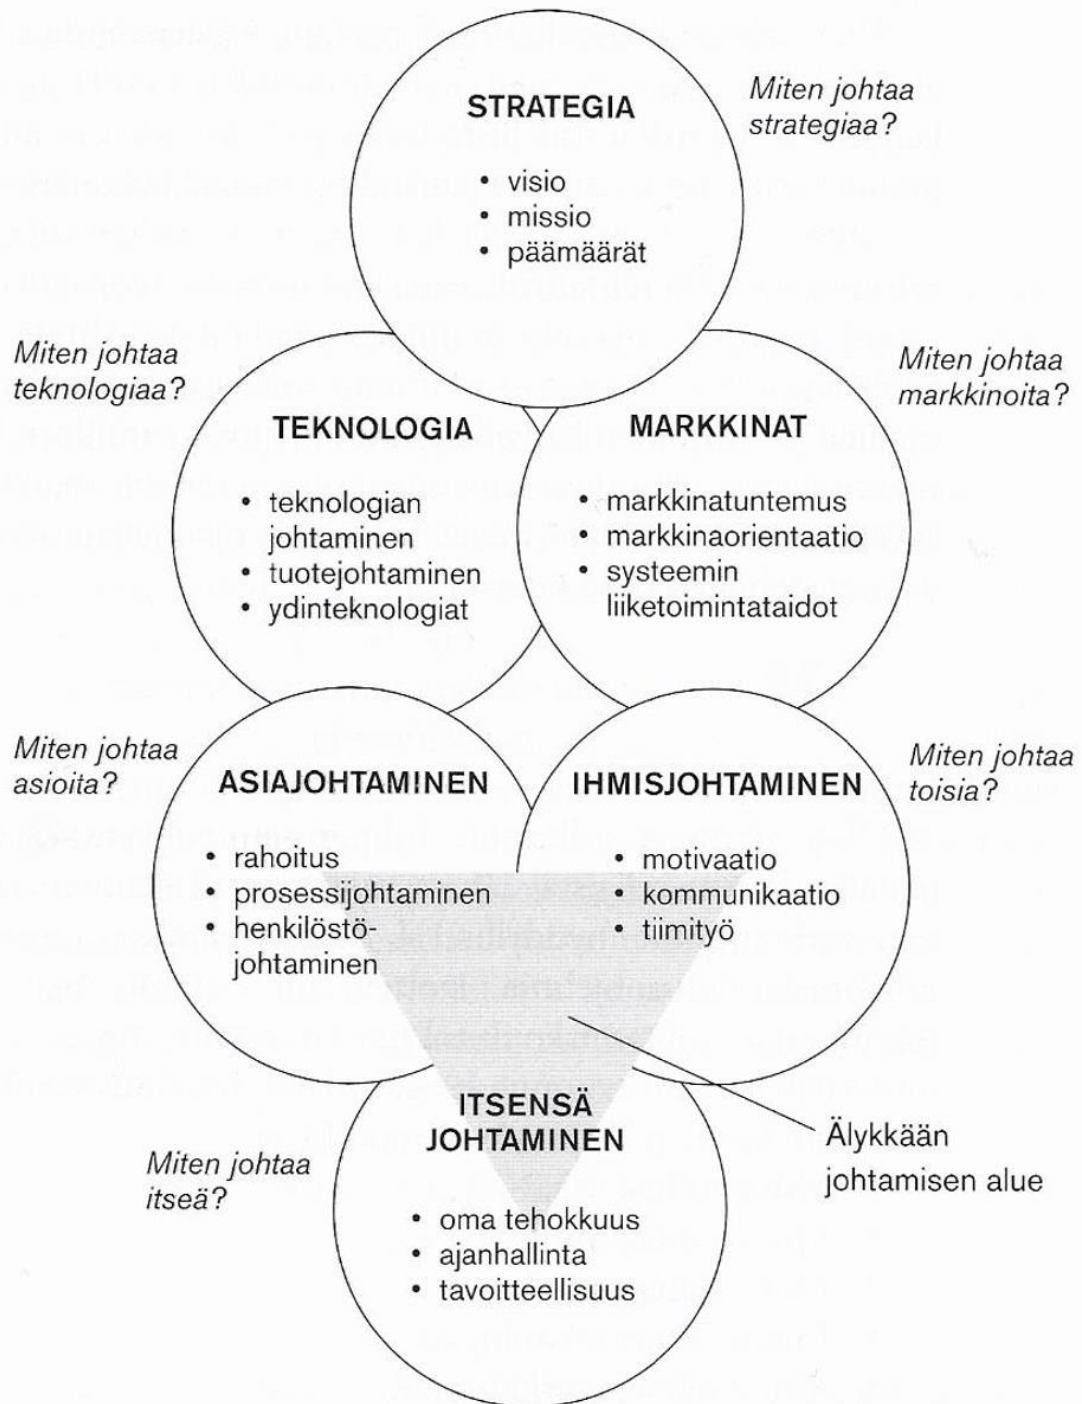 STRATEGIA
• visio
• missio
• päämäärät
Miten johtaa
strategiaa?
Miten johtaa
teknologiaa?
TEKNOLOGIA
• teknologian
johtaminen
• tuotejohtaminen
• ydinteknologiat
MARKKINAT
• markkinatuntemus
• markkinaorientaatio
• systeemin
liiketoimintataidot
Miten johtaa
markkinoita?
Miten johtaa
asioita?
ASIAJOHTAMINEN
• rahoitus
• prosessijohtaminen
• henkilöstö-
johtaminen
IHMISJOHTAMINEN
• motivaatio
• kommunikaatio
• tiimityö
Miten johtaa
toisia?
Miten johtaa
itseä?
ITSENSÄ
JOHTAMINEN
• oma tehokkuus
• ajanhallinta
• tavoitteellisuus
Älykkään
johtamisen alue